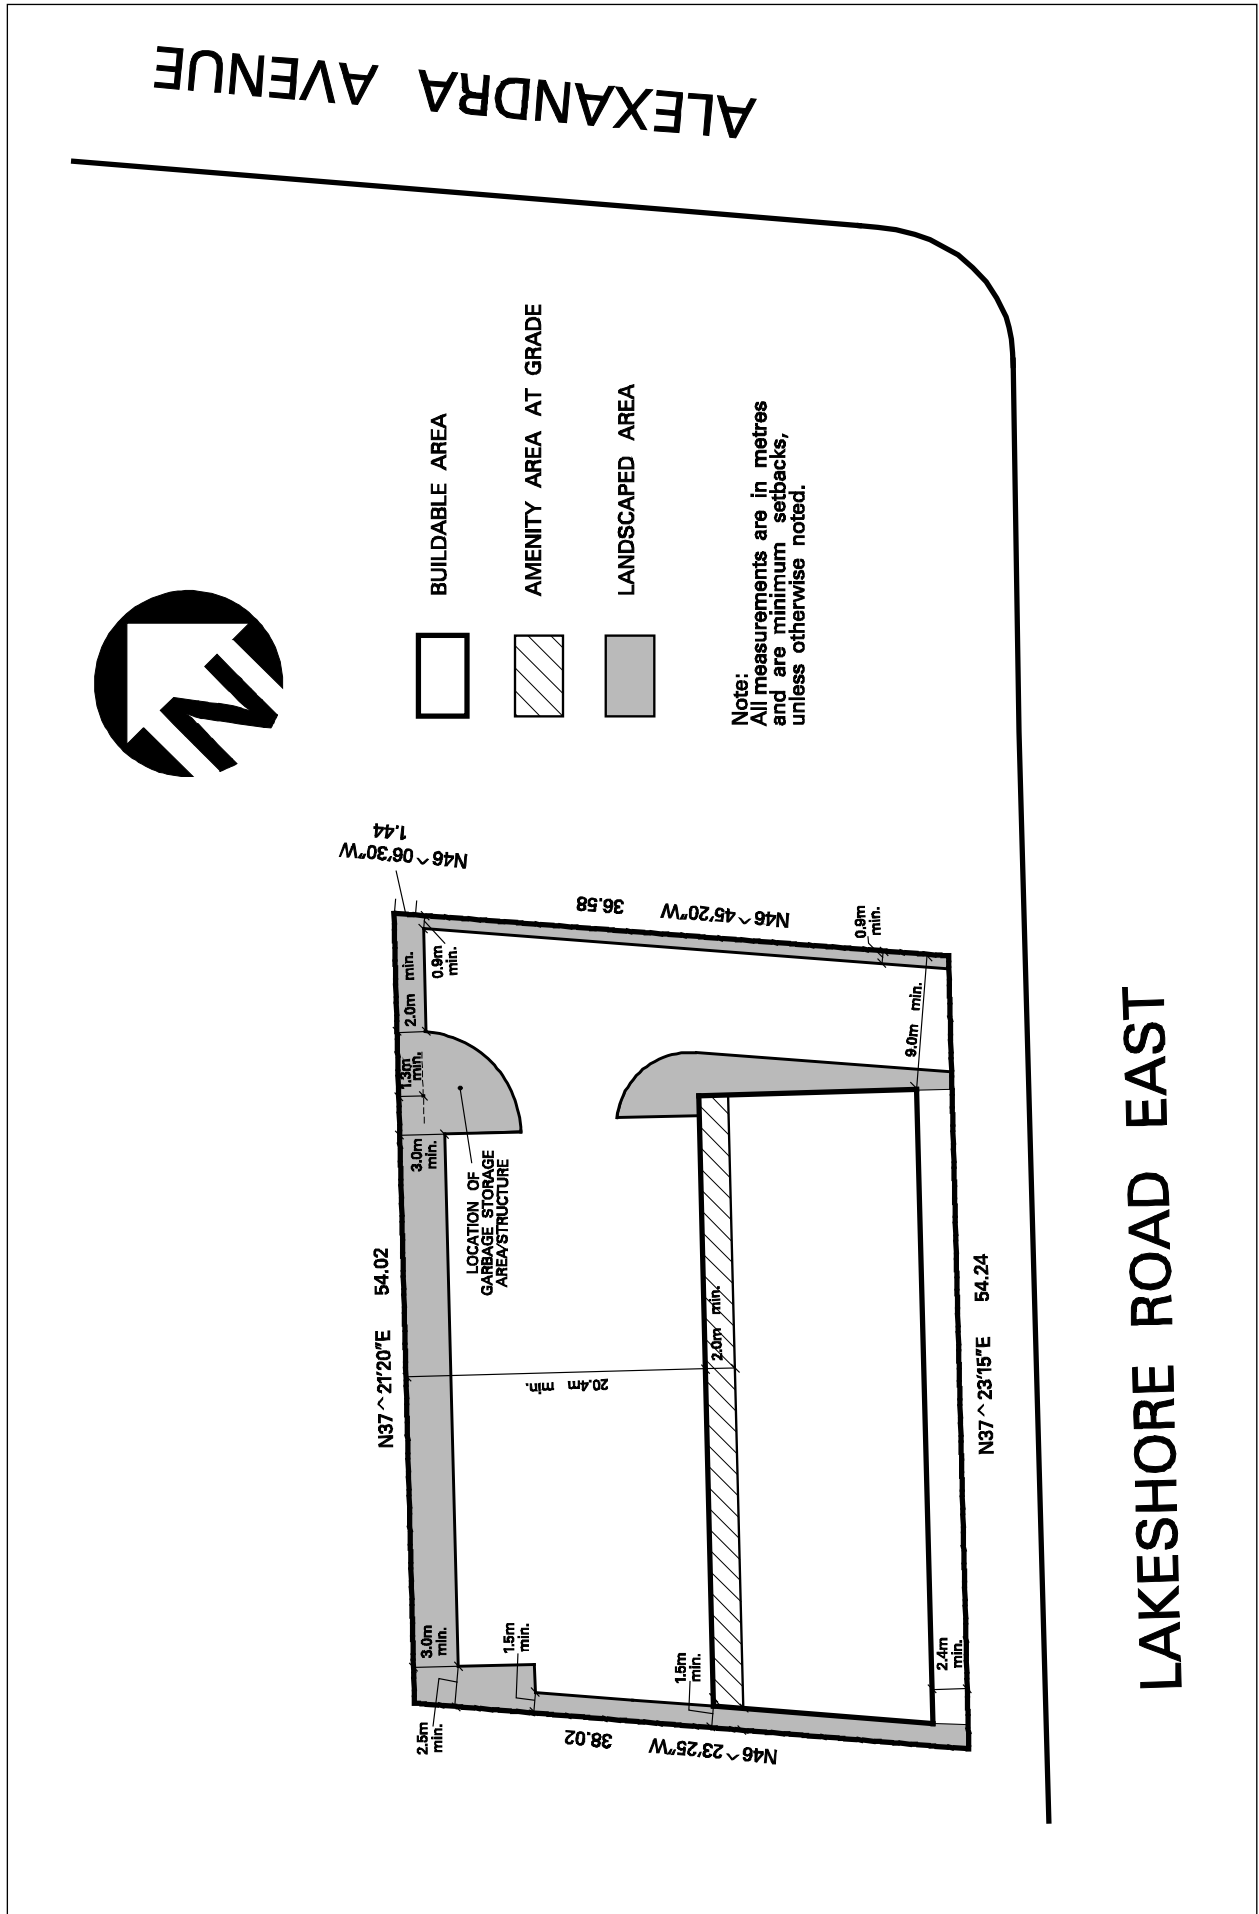 ALEXANDRA AVENUE
N
BUILDABLE AREA
AMENITY AREA AT GRADE
LANDSCAPED AREA
Note:
All measurements are in metres
and are minimum setbacks,
unless otherwise noted.
N46^06'30"W
1.44
N46^45'20"W 36.58
0.9m
min.
0.9m
min.
2.0m min.
1.3m
min.
3.0m
min.
9.0m min.
LOCATION OF
GARBAGE STORAGE
AREA/STRUCTURE
N37^21'20"E 54.02
20.4m min.
2.0m min.
N37^23'15"E 54.24
3.0m
min.
1.5m
min.
1.5m
min.
2.4m
min.
2.5m
min.
N46^23'25"W 38.02
LAKESHORE ROAD EAST